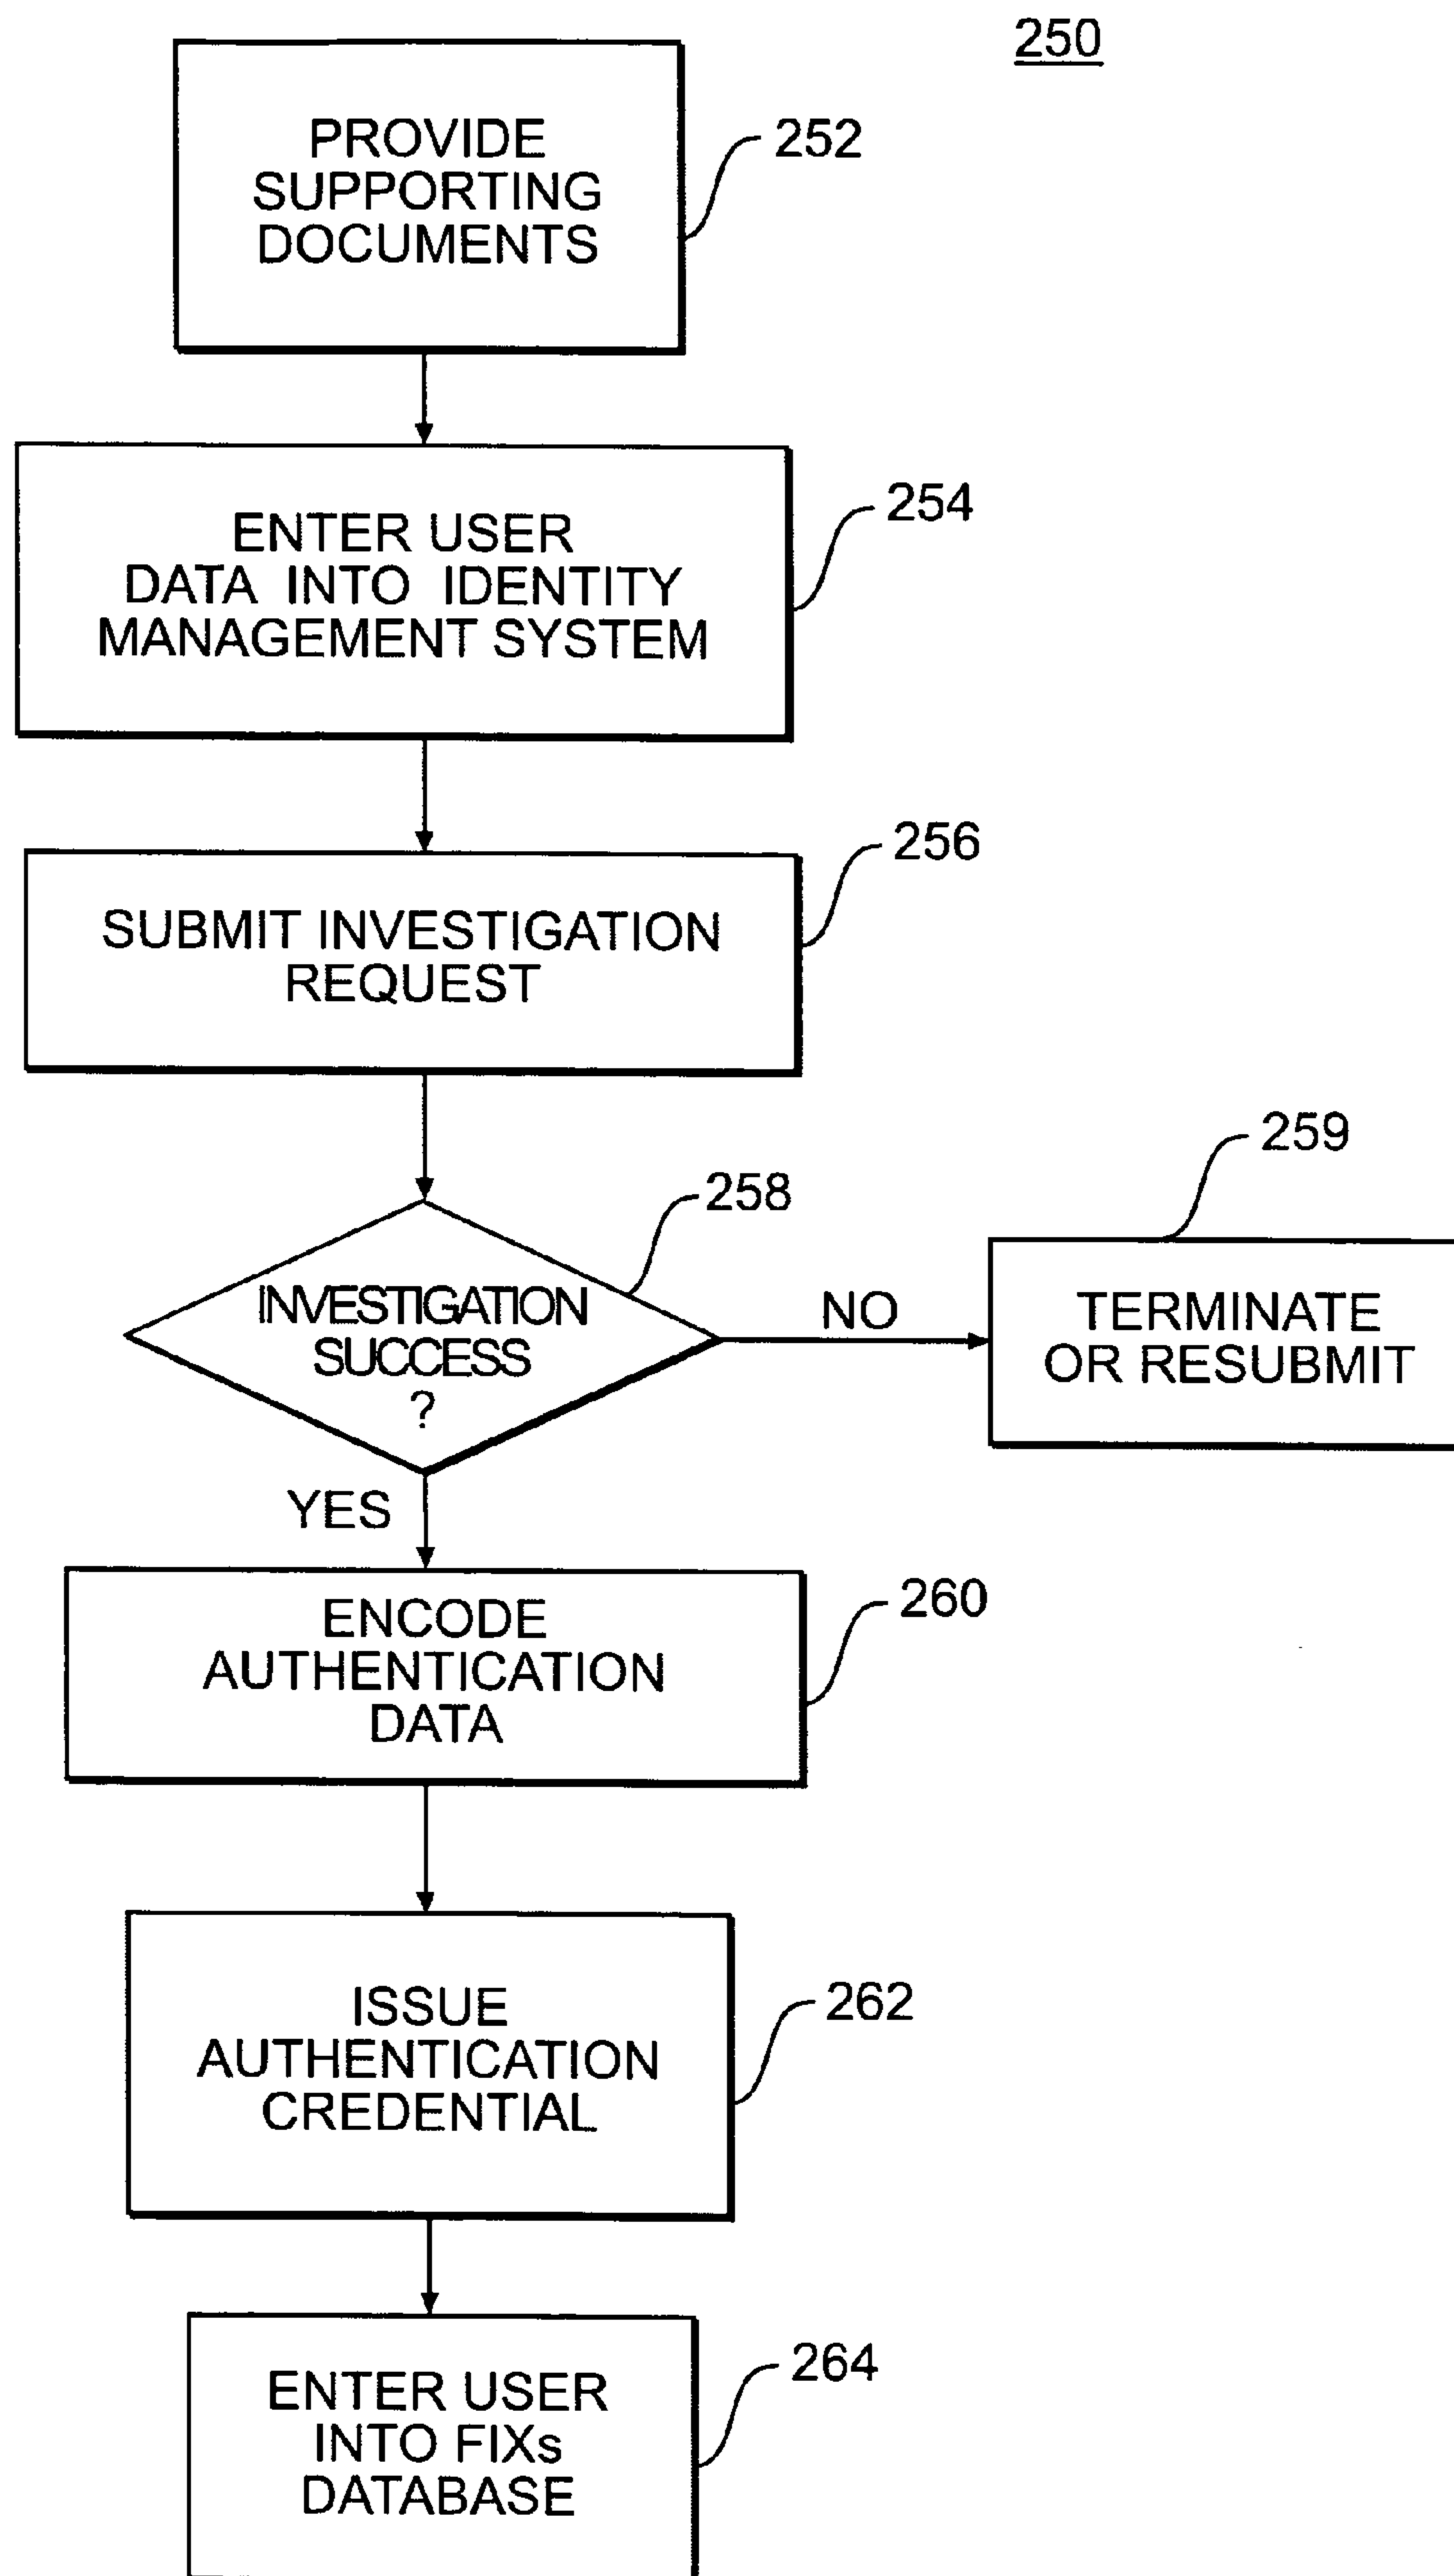 250
PROVIDE
SUPPORTING
DOCUMENTS
252
ENTER USER
DATA INTO IDENTITY
MANAGEMENT SYSTEM
254
SUBMIT INVESTIGATION
REQUEST
256
INVESTIGATION
SUCCESS
?
258
NO
TERMINATE
OR RESUBMIT
259
YES
ENCODE
AUTHENTICATION
DATA
260
ISSUE
AUTHENTICATION
CREDENTIAL
262
ENTER USER
INTO FIXs
DATABASE
264